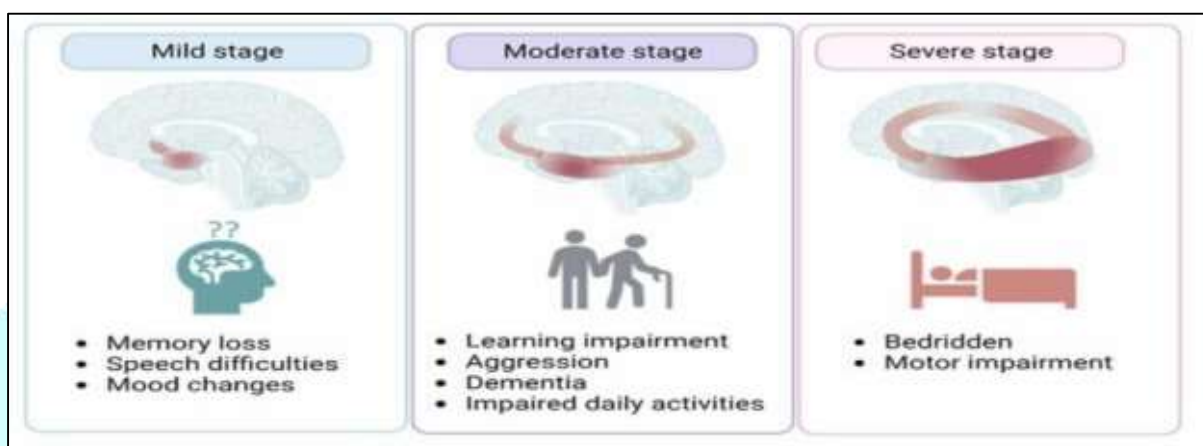 Mild stage
??
• Memory loss
• Speech difficulties
• Mood changes
Moderate stage
• Learning impairment
• Aggression
• Dementia
• Impaired daily activities
Severe stage
• Bedridden
• Motor impairment